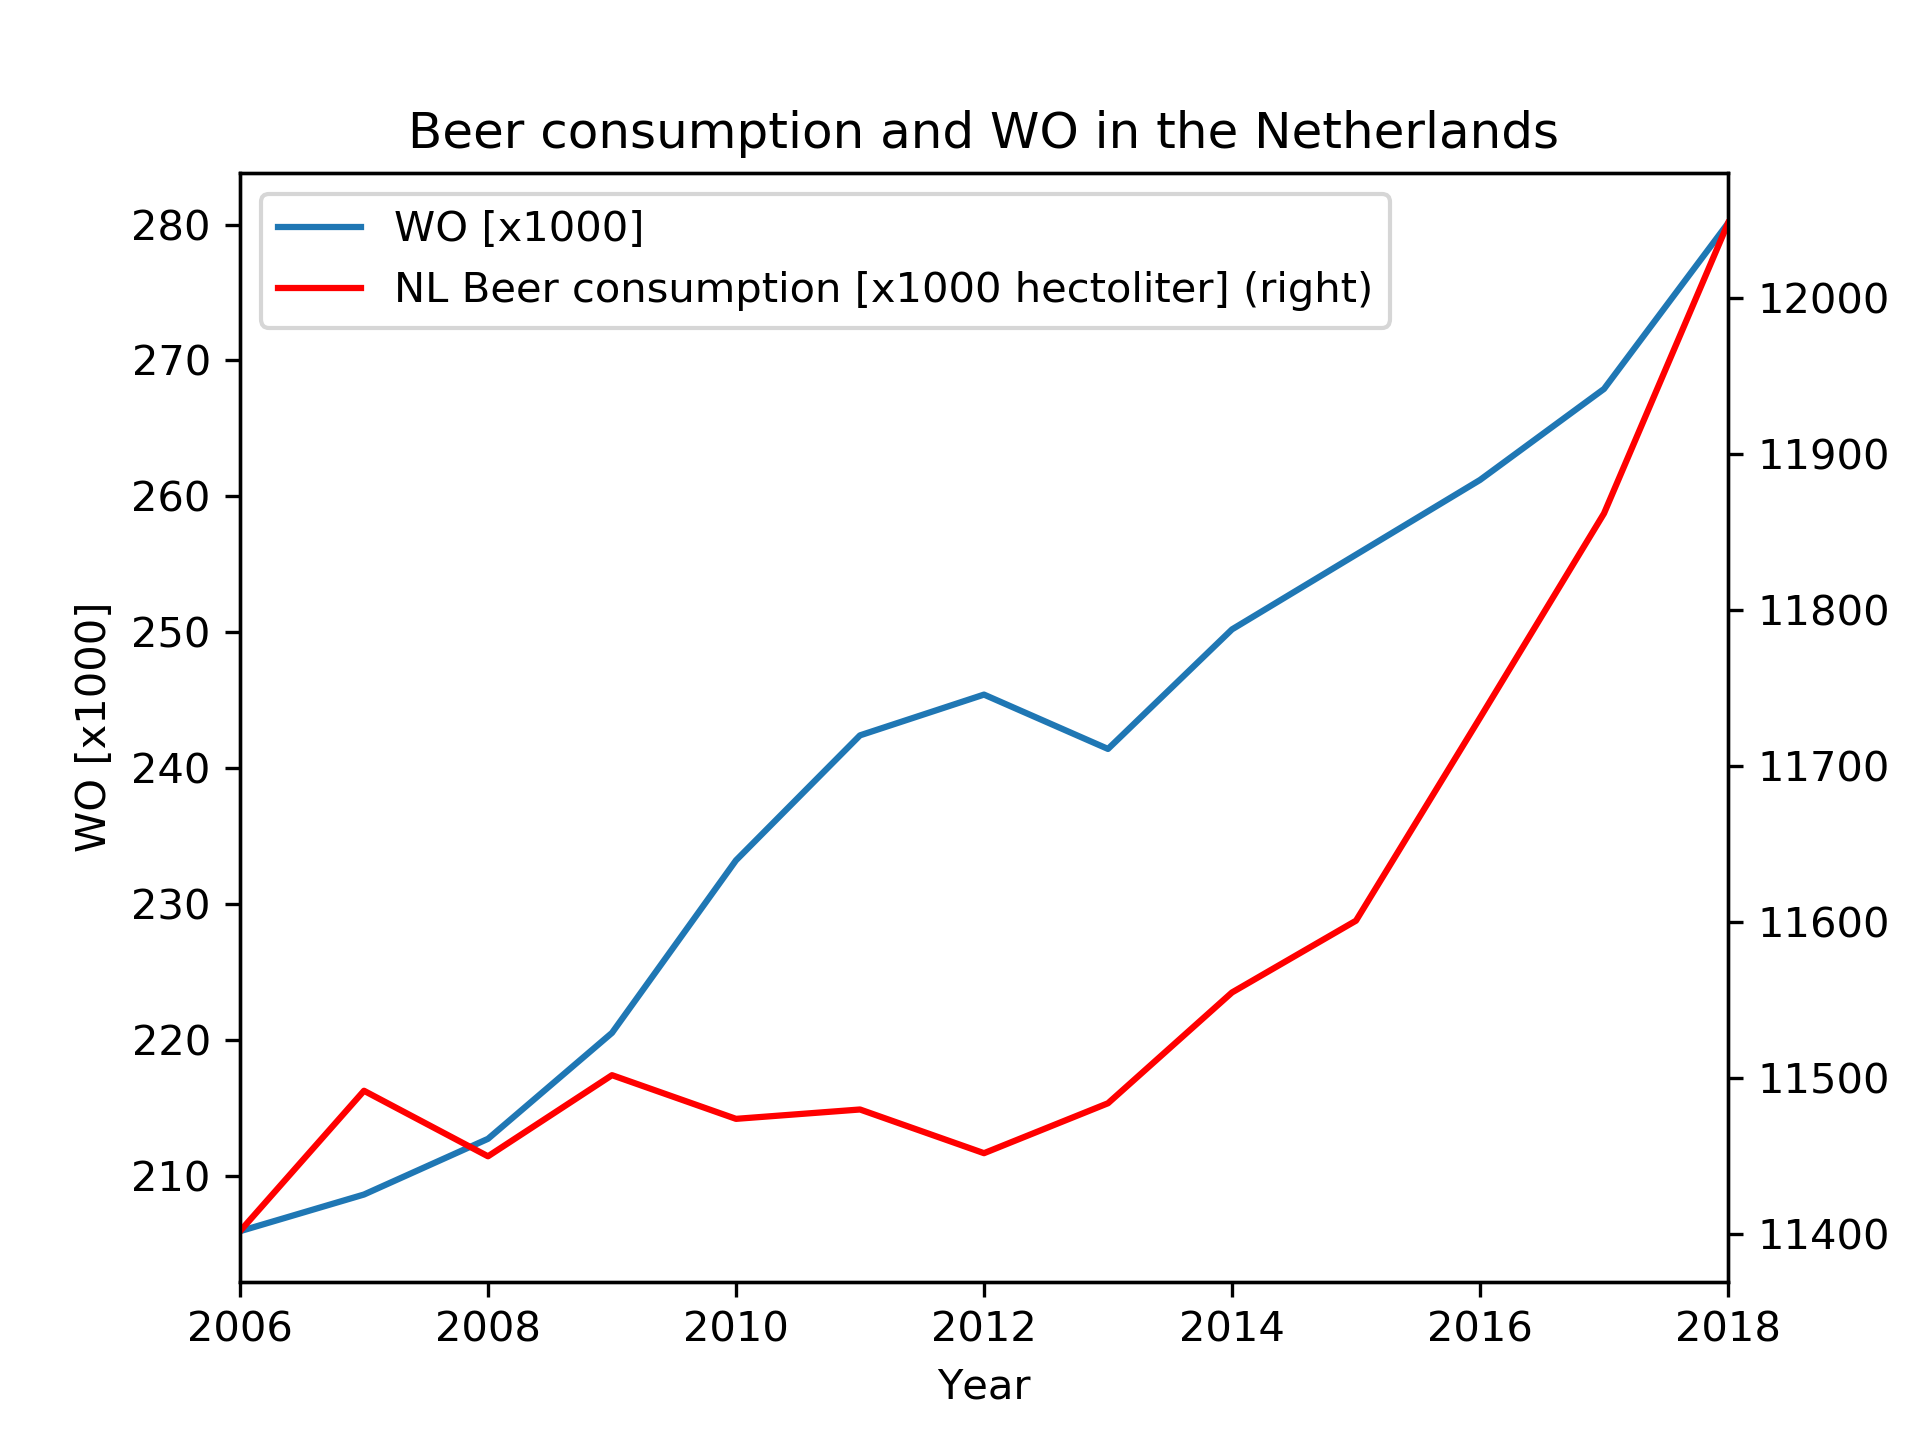 Beer consumption and WO in the Netherlands
WO [x1000]
NL Beer consumption [x1000 hectoliter] (right)
280
270
260
250
240
230
220
210
WO [x1000]
12000
11900
11800
11700
11600
11500
11400
2006 2008 2010 2012 2014 2016 2018
Year